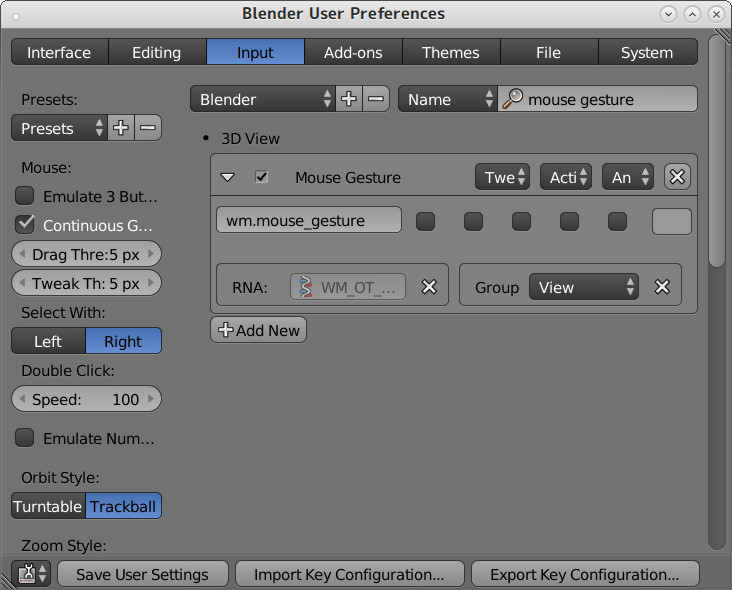 Blender User Preferences
Interface Editing Input Add-ons Themes File System
Presets:
Presets
Mouse:
Emulate 3 But...
Continuous G...
Drag Thre:5 px
Tweak Th: 5 px
Select With:
Left Right
Double Click:
Speed: 100
Emulate Num...
Orbit Style:
Turntable Trackball
Zoom Style:
Blender Name mouse gesture
3D View
Mouse Gesture Twe Acti An
wm.mouse_gesture
RNA: WM_OT_... Group View
Add New
Save User Settings Import Key Configuration... Export Key Configuration...